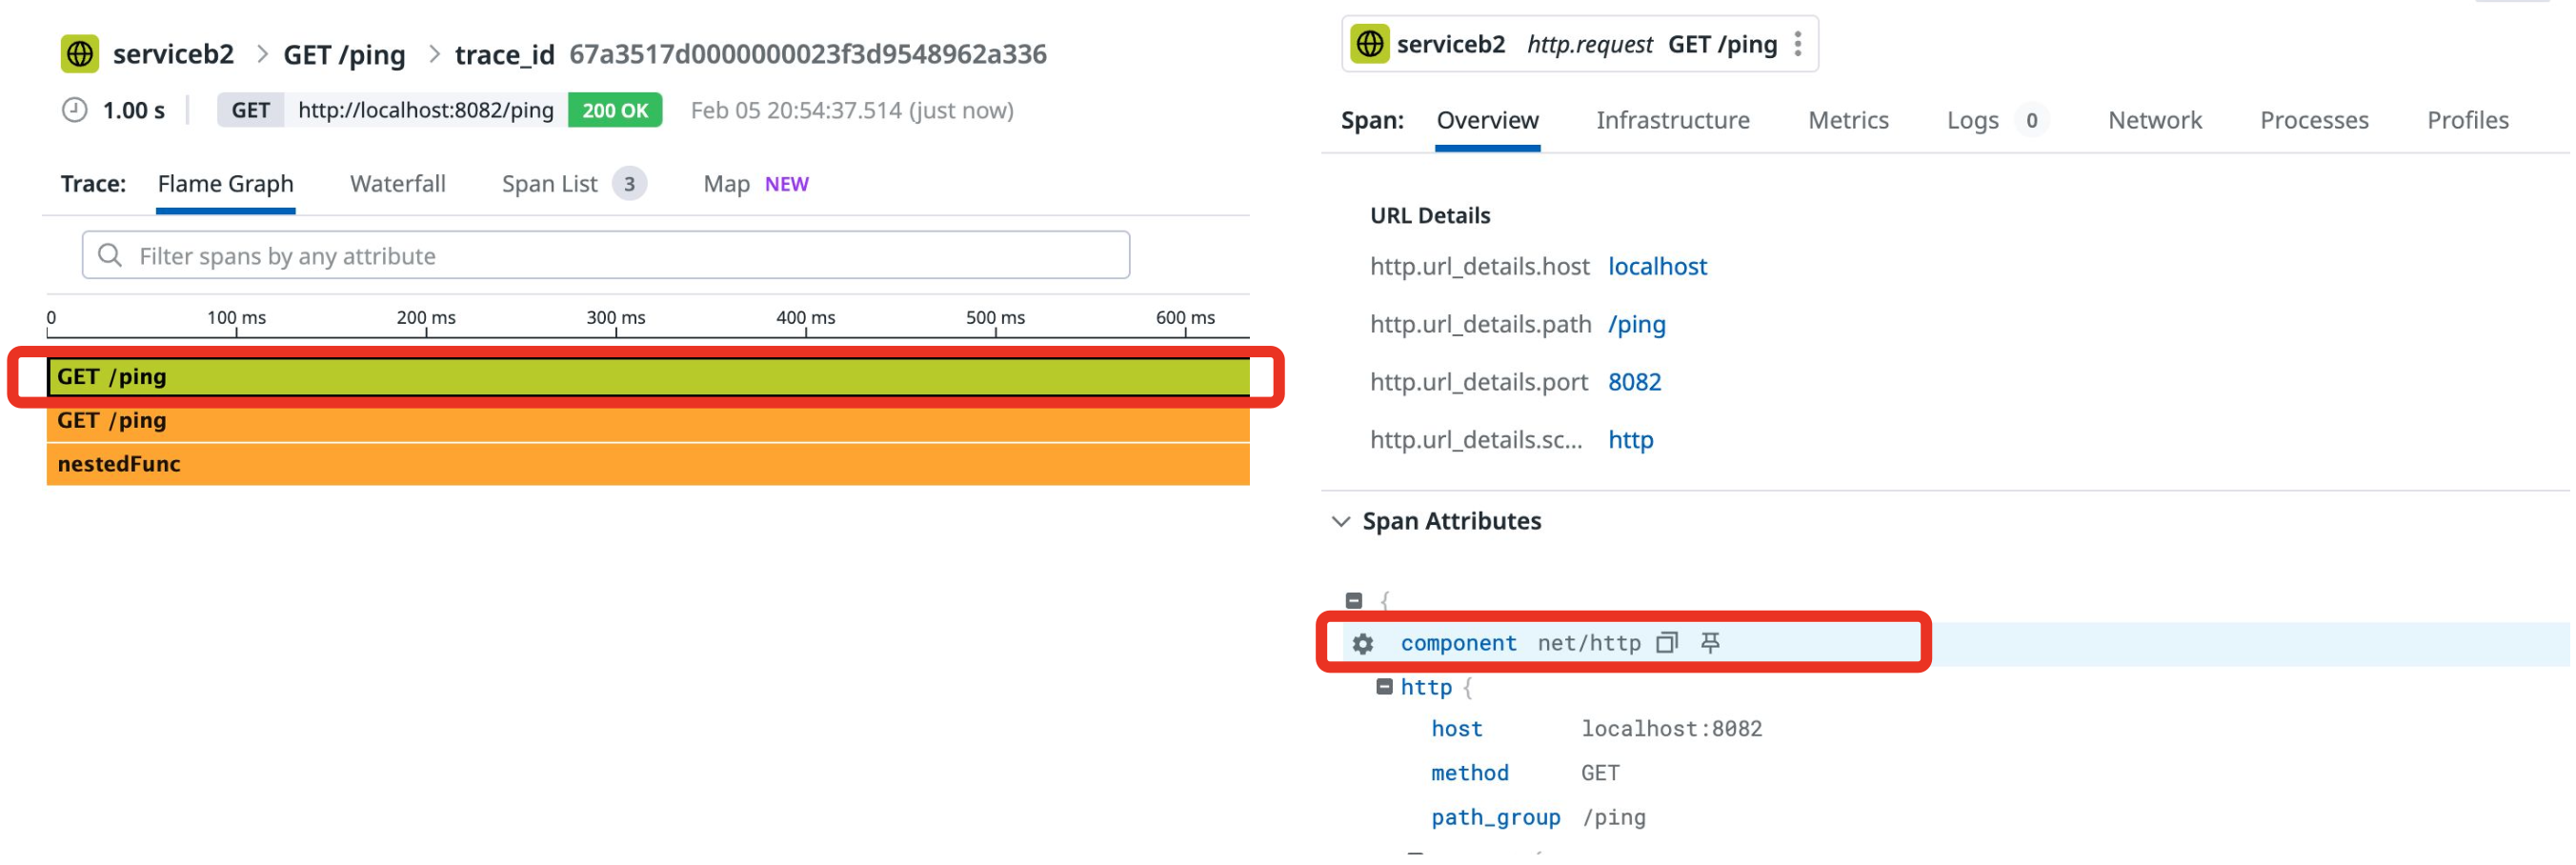 serviceb2 > GET /ping > trace_id 67a3517d0000000023f3d9548962a336
1.00 s GET http://localhost:8082/ping 200 OK Feb 05 20:54:37.514 (just now)
Trace: Flame Graph Waterfall Span List 3 Map NEW
Filter spans by any attribute
0 100 ms 200 ms 300 ms 400 ms 500 ms 600 ms
GET /ping
GET /ping
nestedFunc
serviceb2 http.request GET /ping
Span: Overview Infrastructure Metrics Logs 0 Network Processes Profiles
URL Details
http.url_details.host localhost
http.url_details.path /ping
http.url_details.port 8082
http.url_details.sc... http
Span Attributes
{
component net/http
http {
host localhost:8082
method GET
path_group /ping